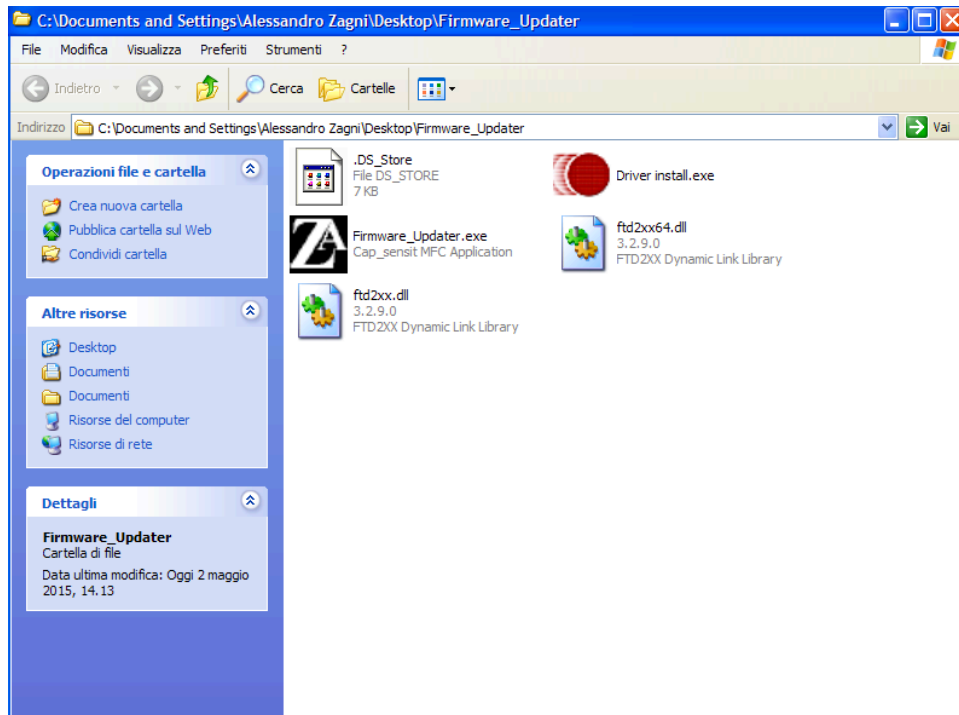 C:\Documents and Settings\Alessandro Zagni\Desktop\Firmware_Updater
File Modifica Visualizza Preferiti Strumenti ?
Indietro Cerca Cartelle
Indirizzo C:\Documents and Settings\Alessandro Zagni\Desktop\Firmware_Updater Vai
Operazioni file e cartella
Crea nuova cartella
Pubblica cartella sul Web
Condividi cartella
Altre risorse
Desktop
Documenti
Documenti
Risorse del computer
Risorse di rete
Dettagli
Firmware_Updater
Cartella di file
Data ultima modifica: Oggi 2 maggio
2015, 14.13
.DS_Store
File DS_STORE
7 KB
Driver install.exe
Firmware_Updater.exe
Cap_sensit MFC Application
ftd2xx64.dll
3.2.9.0
FTD2XX Dynamic Link Library
ftd2xx.dll
3.2.9.0
FTD2XX Dynamic Link Library